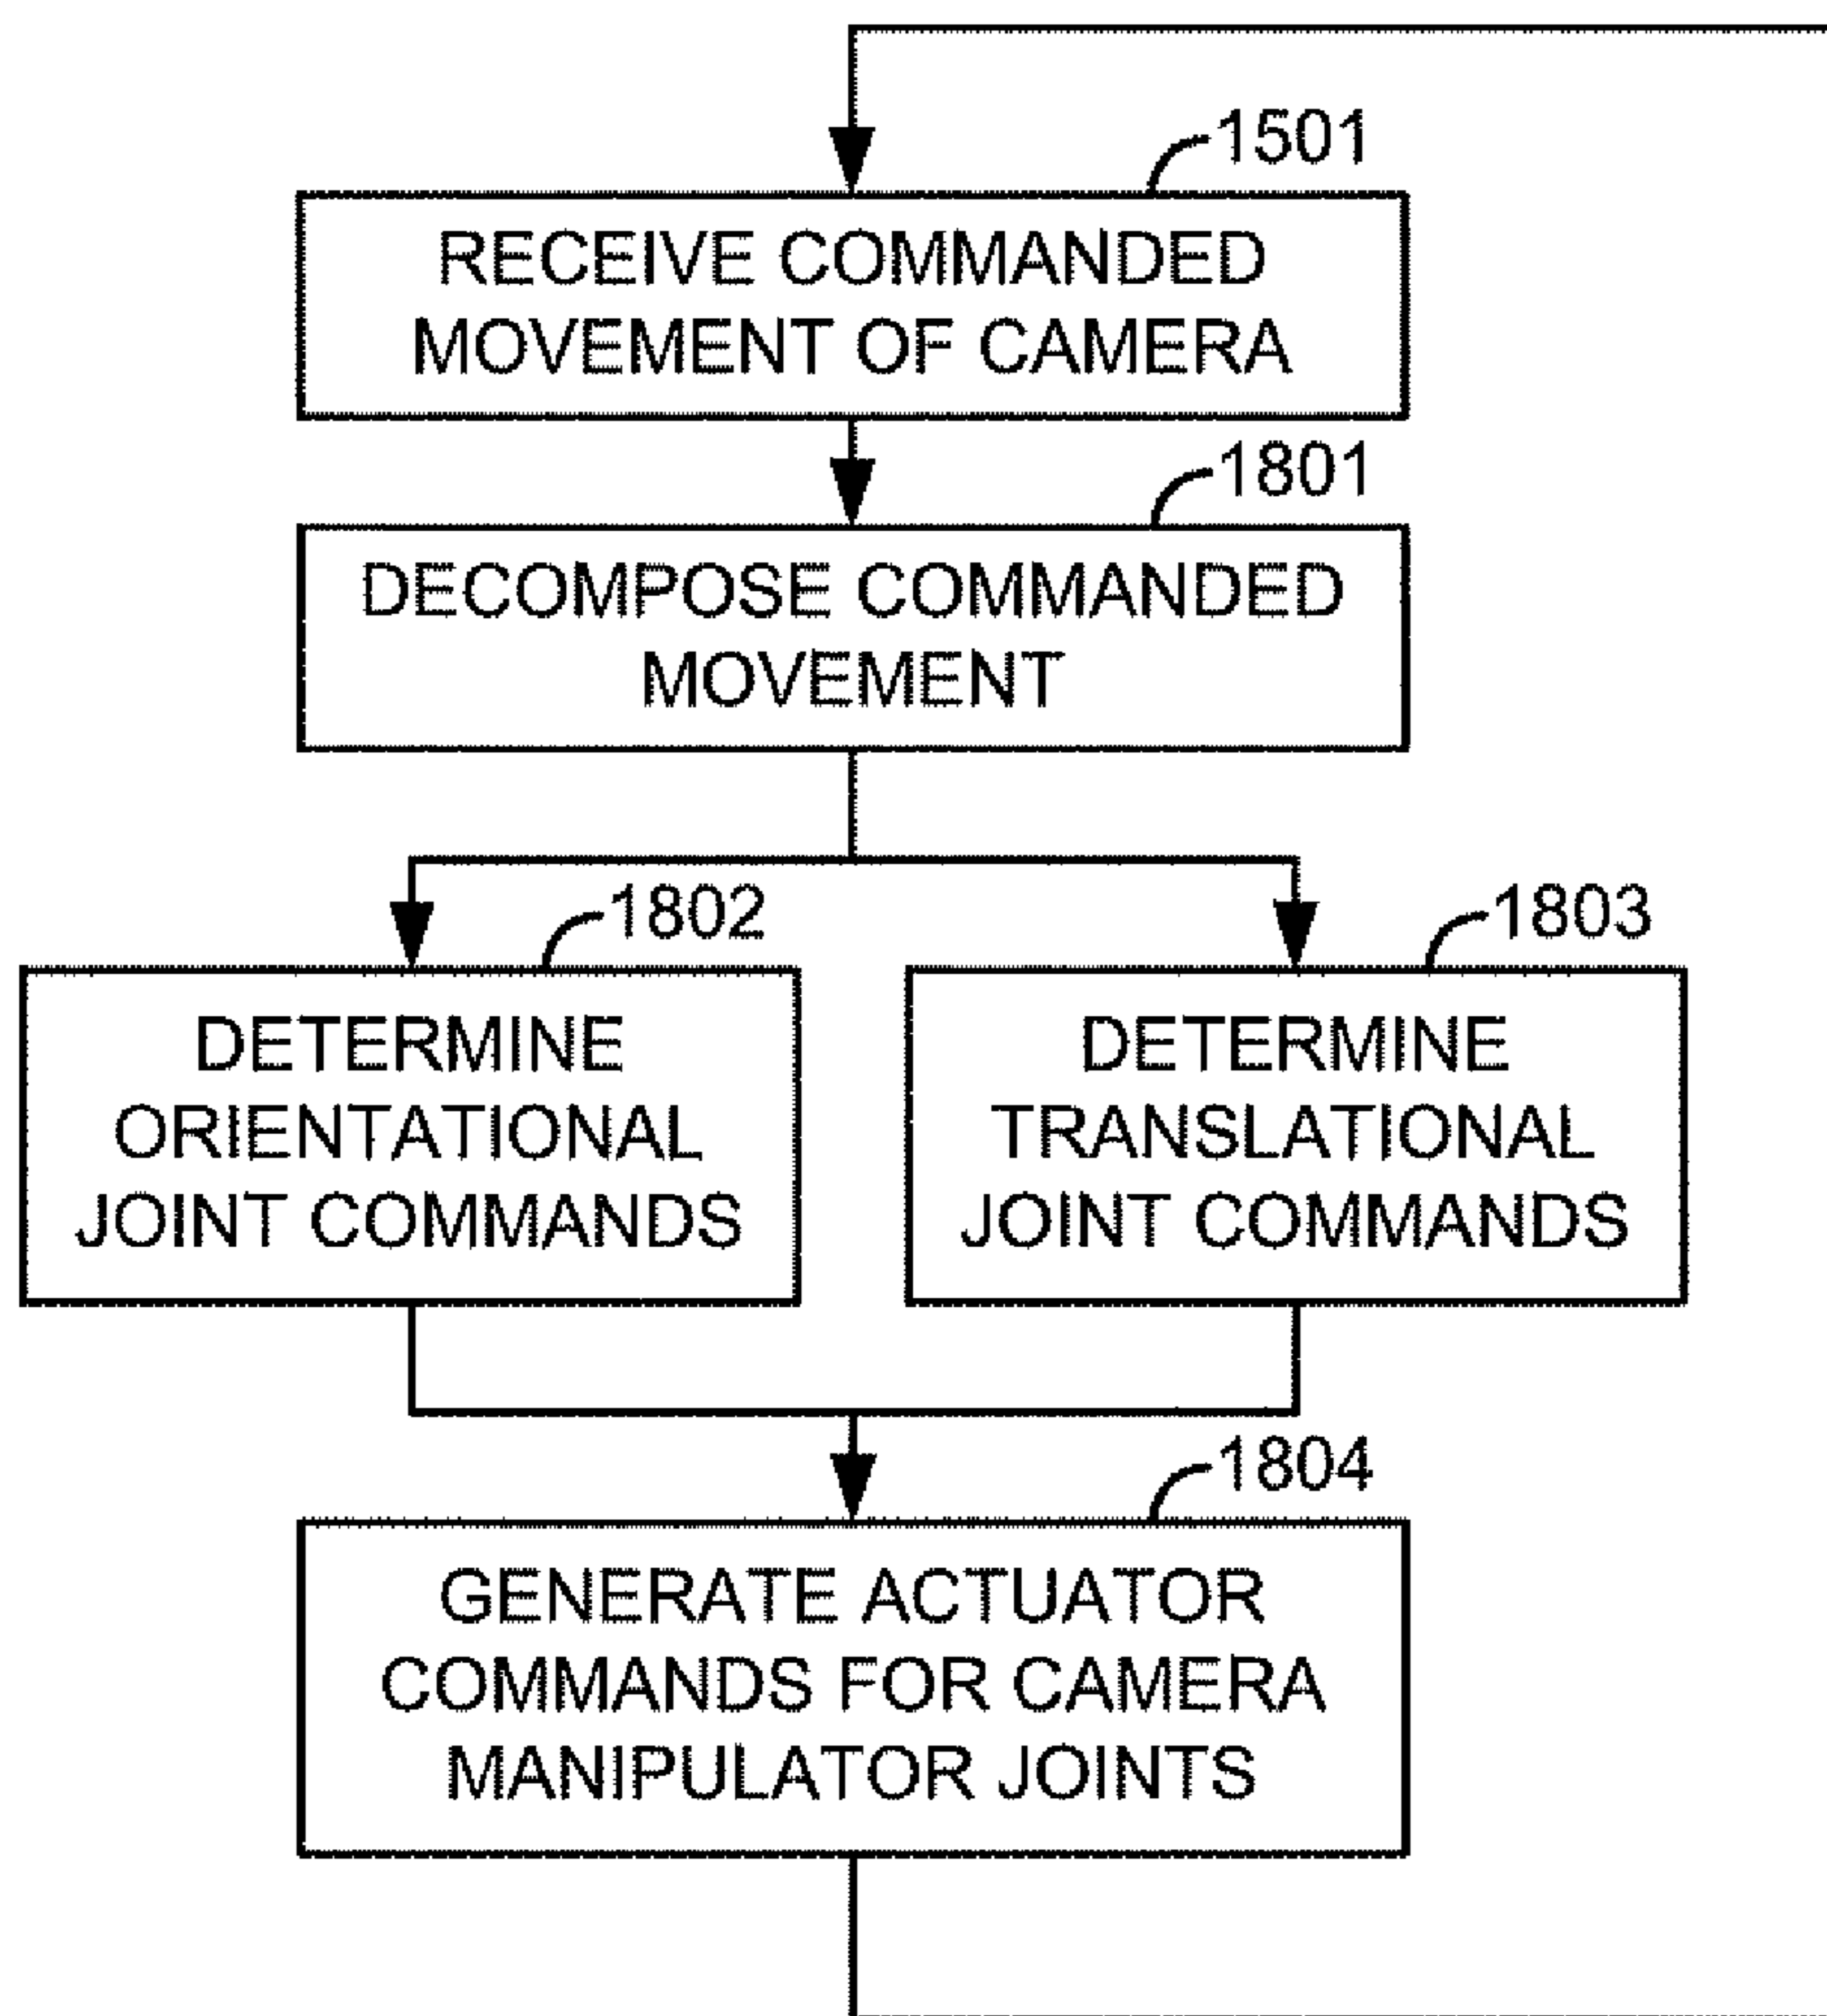 1501
RECEIVE COMMANDED
MOVEMENT OF CAMERA
1801
DECOMPOSE COMMANDED
MOVEMENT
1802
DETERMINE
ORIENTATIONAL
JOINT COMMANDS
1803
DETERMINE
TRANSLATIONAL
JOINT COMMANDS
1804
GENERATE ACTUATOR
COMMANDS FOR CAMERA
MANIPULATOR JOINTS